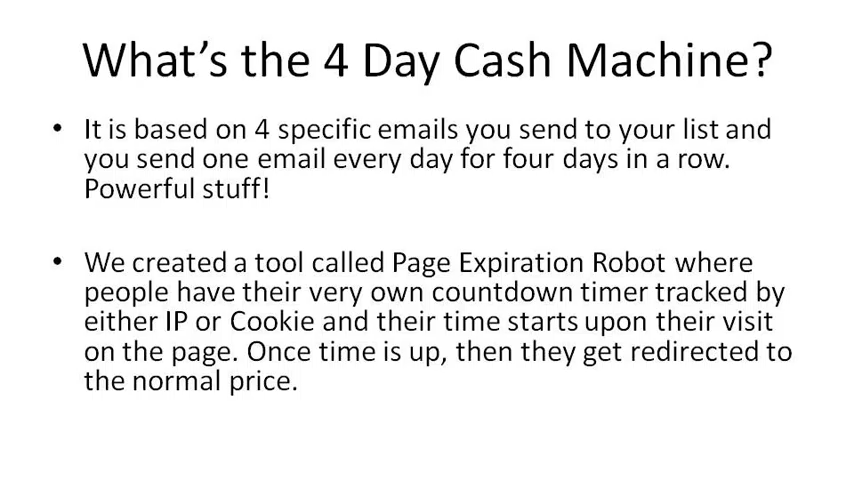 What’s the 4 Day Cash Machine?
• It is based on 4 specific emails you send to your list and
you send one email every day for four days in a row.
Powerful stuff!
• We created a tool called Page Expiration Robot where
people have their very own countdown timer tracked by
either IP or Cookie and their time starts upon their visit
on the page. Once time is up, then they get redirected to
the normal price.